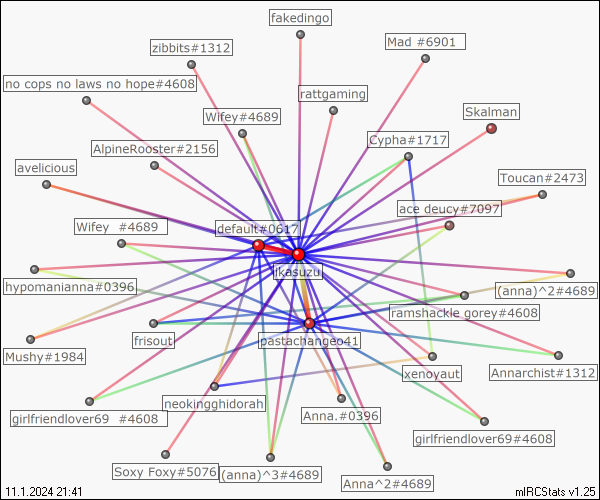 fakedingo
zibbits#1312
Mad #6901
no cops no laws no hope#4608
rattgaming
Skalman
Wifey#4689
Cypha#1717
AlpineRooster#2156
avelicious
Toucan#2473
ace deucy#7097
default#0617
Wifey #4689
ijkasuzu
hypomanianna#0396
(anna)^2#4689
ramshackle gorey#4608
frisout
pastachangeo41
Mushy#1984
xenoyaut
Annarchist#1312
neokingghidorah
girlfriendlover69 #4608
Anna.#0396
girlfriendlover69#4608
Soxy Foxy#5076
(anna)^3#4689
Anna^2#4689
11.1.2024 21:41
mIRCStats v1.25